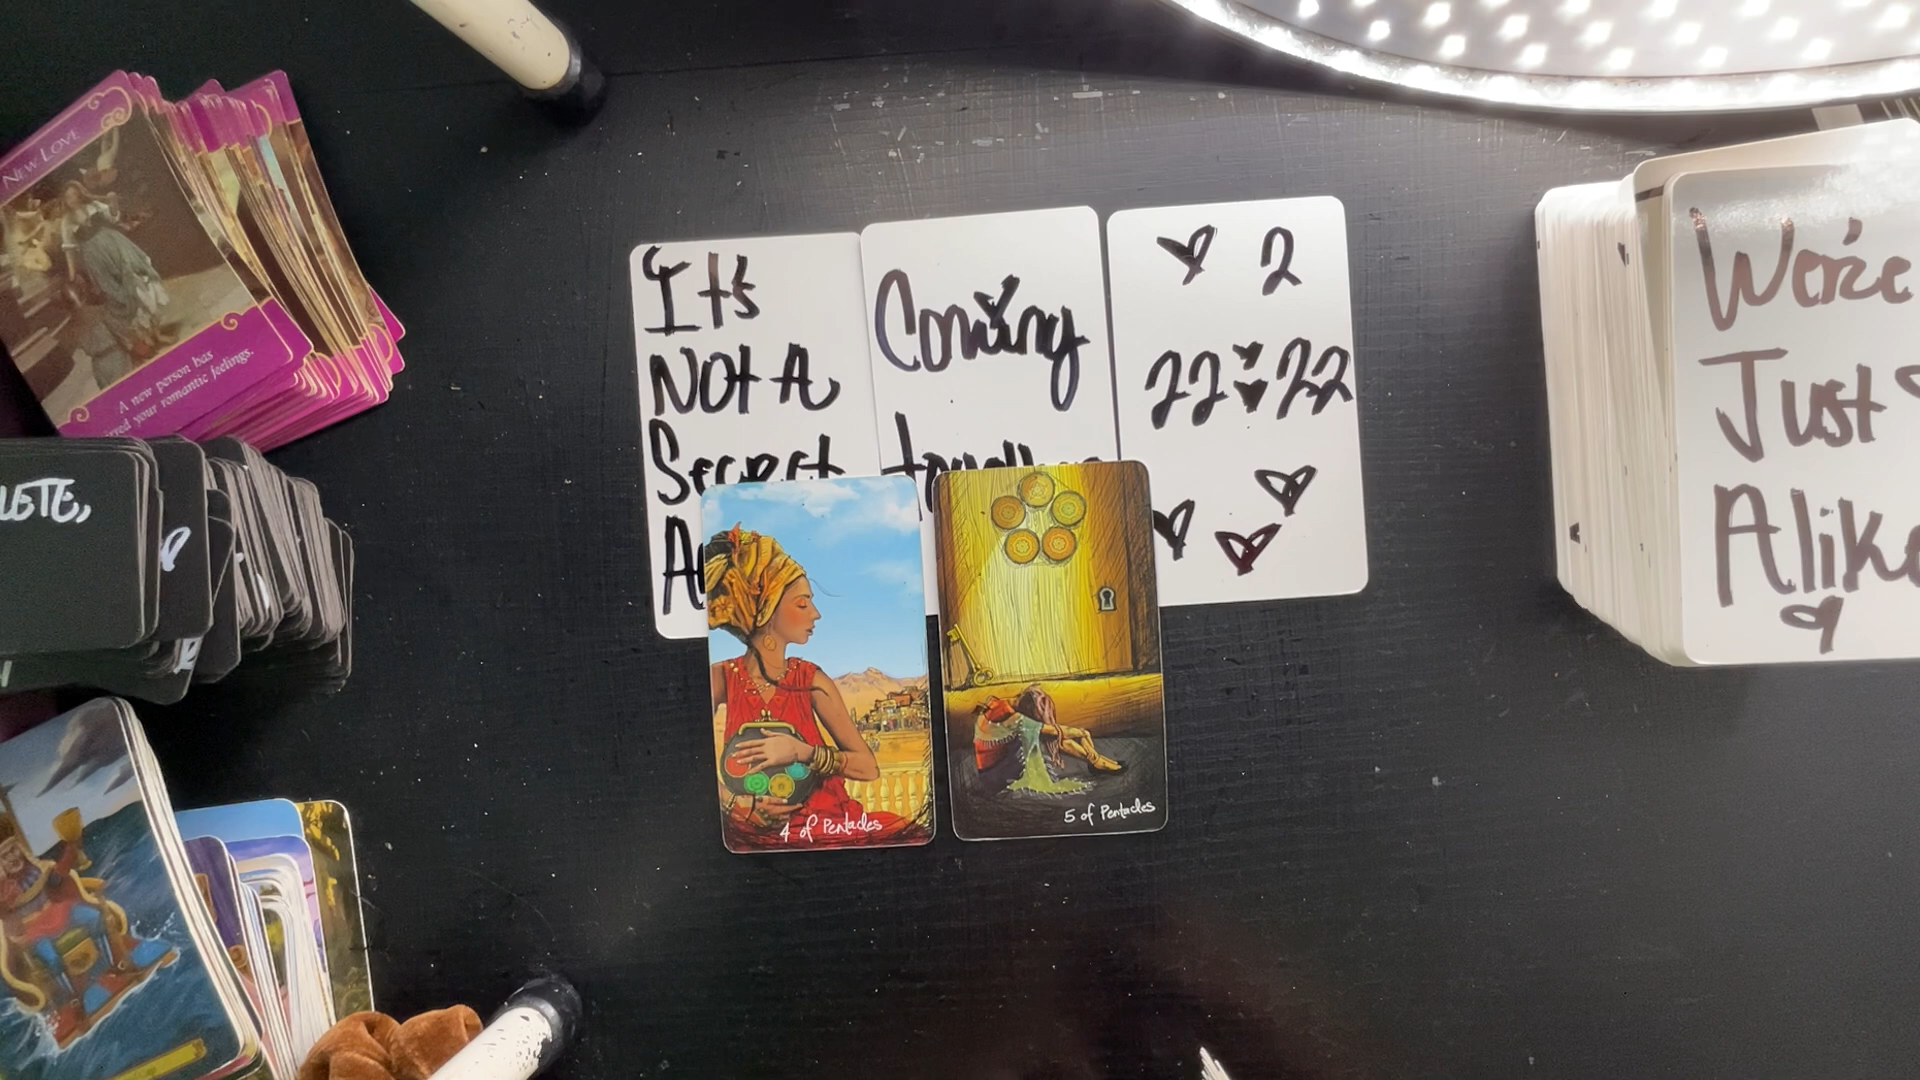 NEW LOVE
A new person has
your romantic feelings.
It's
Not A
Secret
Coming
2
22:22
We're
Just
Alike
4 of Pentacles
5 of Pentacles